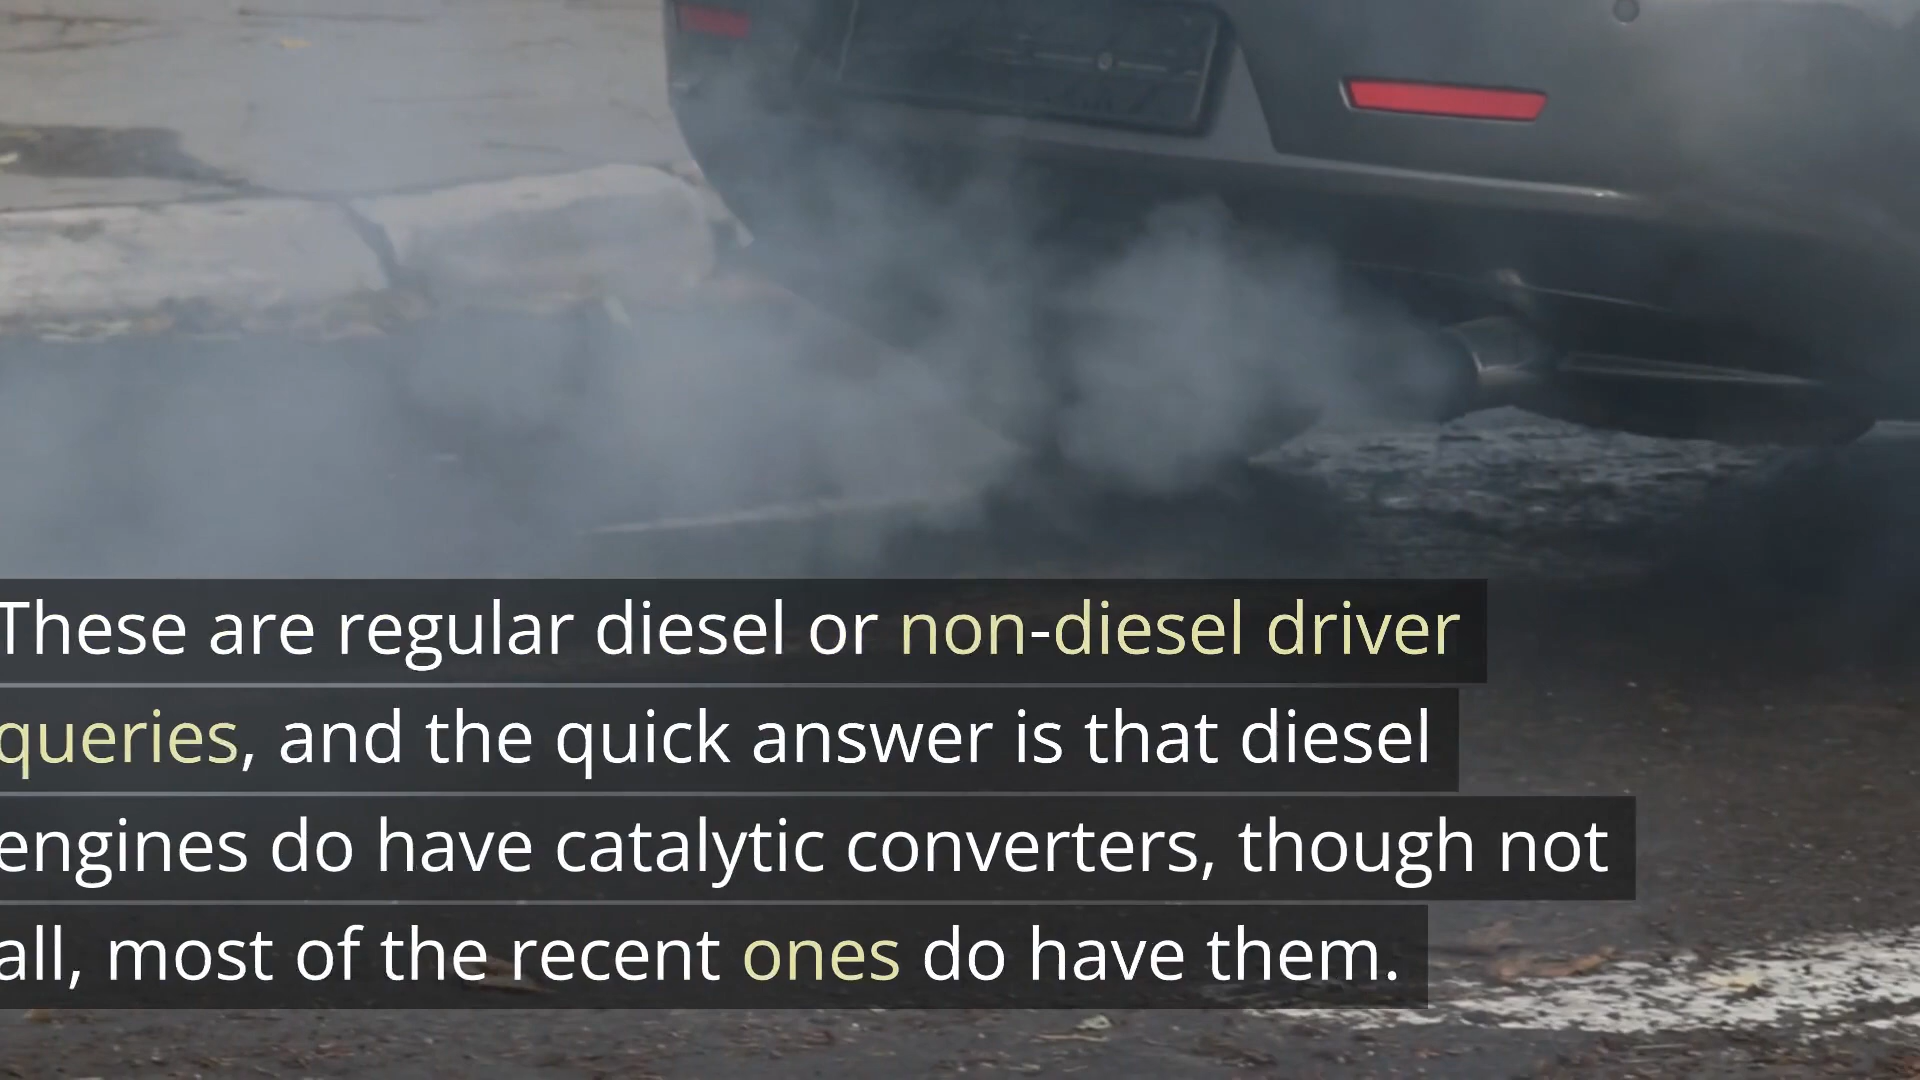 These are regular diesel or non-diesel driver
queries, and the quick answer is that diesel
engines do have catalytic converters, though not
all, most of the recent ones do have them.